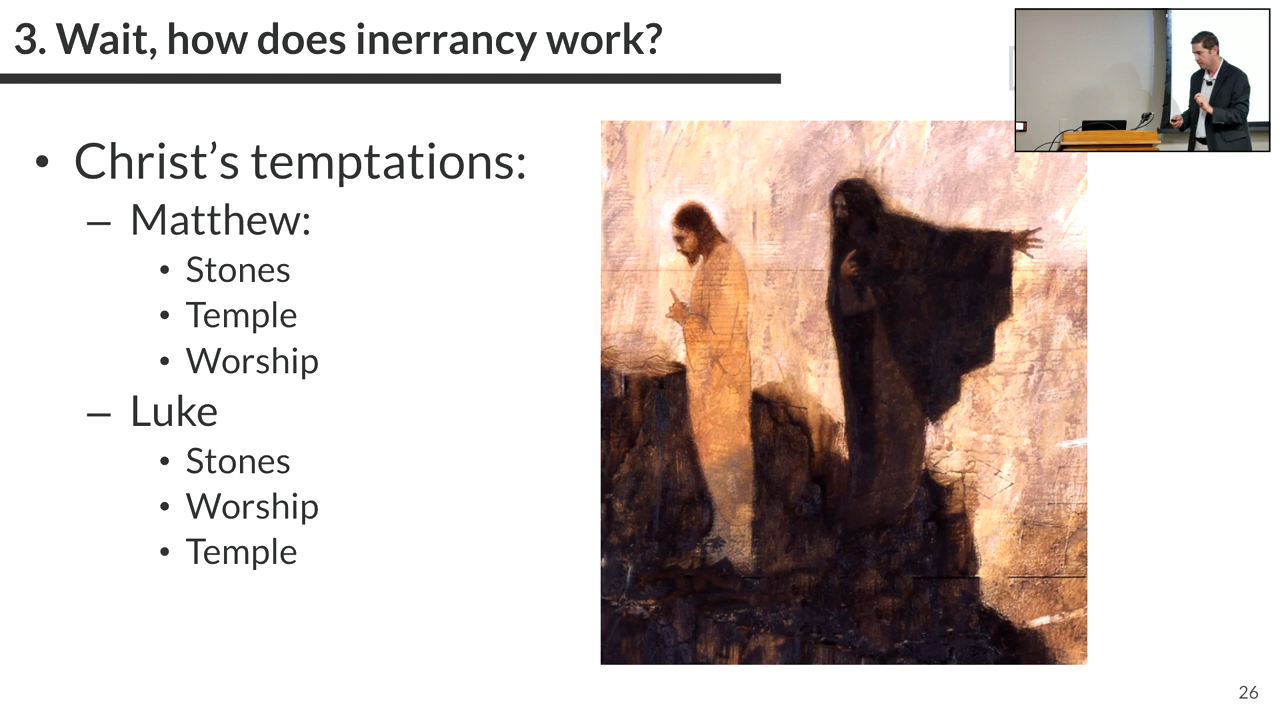 3. Wait, how does inerrancy work?
• Christ’s temptations:
– Matthew:
• Stones
• Temple
• Worship
– Luke
• Stones
• Worship
• Temple
26